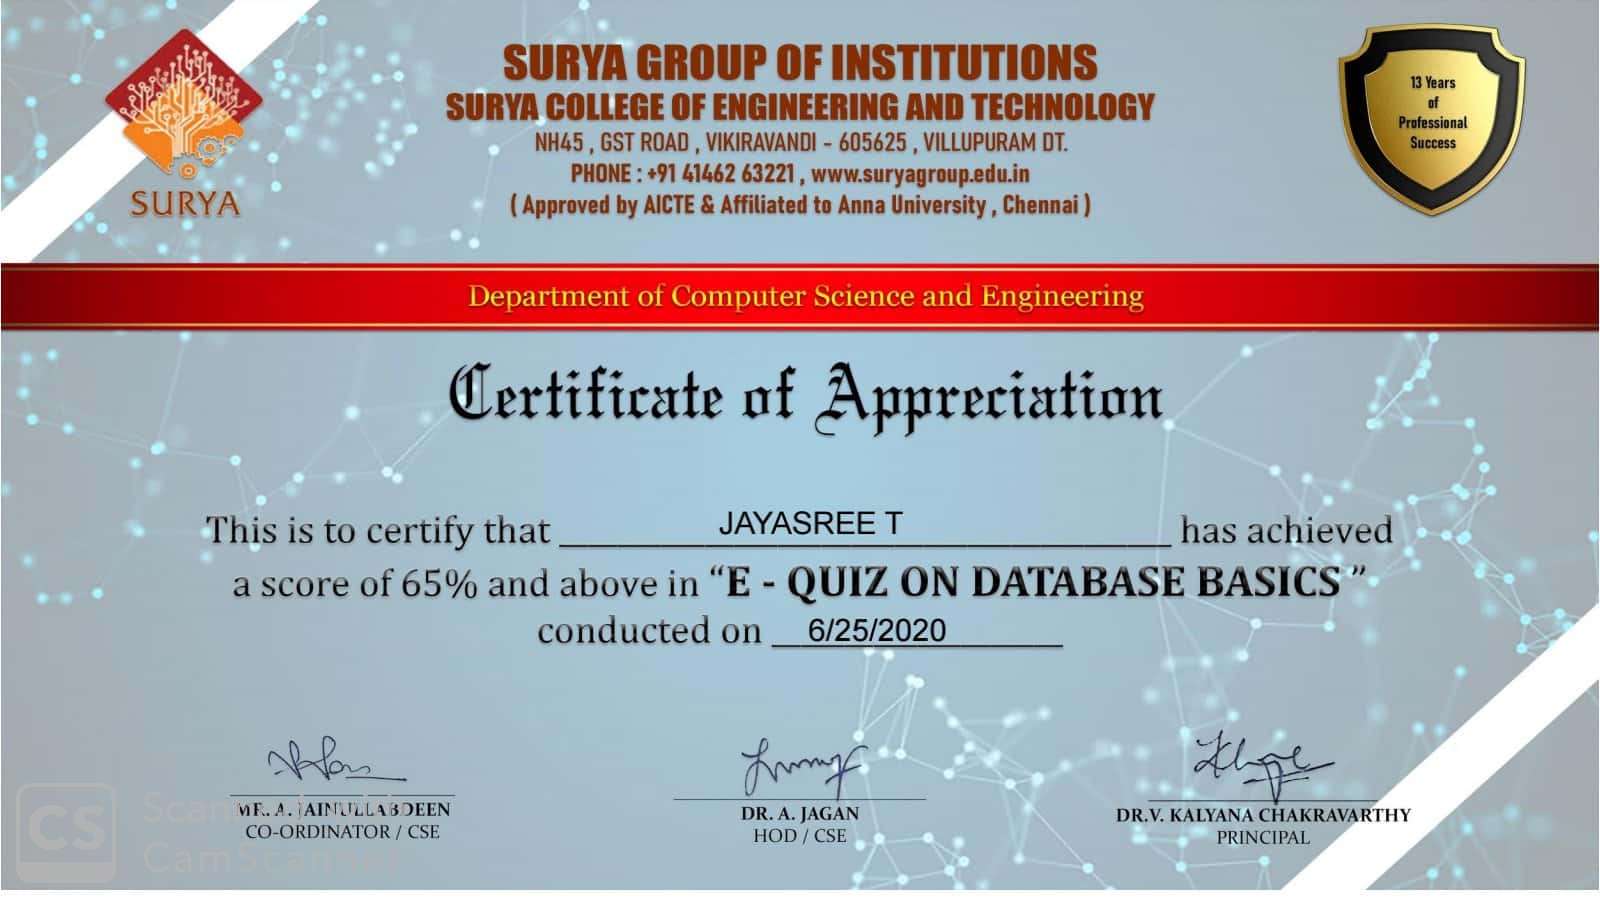 SURYA GROUP OF INSTITUTIONS
SURYA COLLEGE OF ENGINEERING AND TECHNOLOGY
NH45 , GST ROAD , VIKIRAVANDI - 605625 , VILLUPURAM DT.
PHONE : +91 41462 63221 , www.suryagroup.edu.in
( Approved by AICTE & Affiliated to Anna University , Chennai )
SURYA
13 Years
of
Professional
Success
Department of Computer Science and Engineering
Certificate of Appreciation
This is to certify that JAYASREE T has achieved
a score of 65% and above in “E - QUIZ ON DATABASE BASICS ”
conducted on 6/25/2020
MR. A. JAINULLABDEEN
CO-ORDINATOR / CSE
DR. A. JAGAN
HOD / CSE
DR.V. KALYANA CHAKRAVARTHY
PRINCIPAL
CS
Scanned with
CamScanner